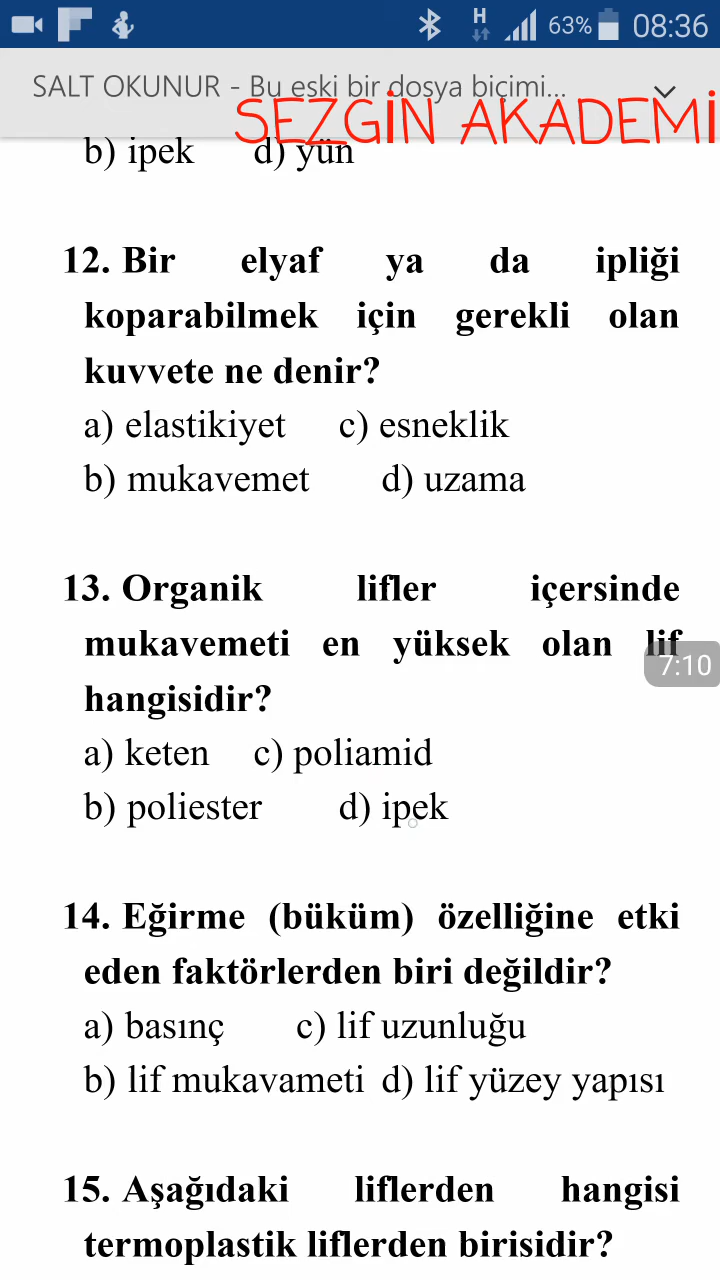 63% 08:36
SALT OKUNUR - Bu eski bir dosya biçimi...
SEZGİN AKADEMİ
b) ipek d) yün
12. Bir elyaf ya da ipliği
koparabilmek için gerekli olan
kuvvete ne denir?
a) elastikiyet c) esneklik
b) mukavemet d) uzama
13. Organik lifler içersinde
mukavemeti en yüksek olan lif
7:10
hangisidir?
a) keten c) poliamid
b) poliester d) ipek
14. Eğirme (büküm) özelliğine etki
eden faktörlerden biri değildir?
a) basınç c) lif uzunluğu
b) lif mukavameti d) lif yüzey yapısı
15. Aşağıdaki liflerden hangisi
termoplastik liflerden birisidir?